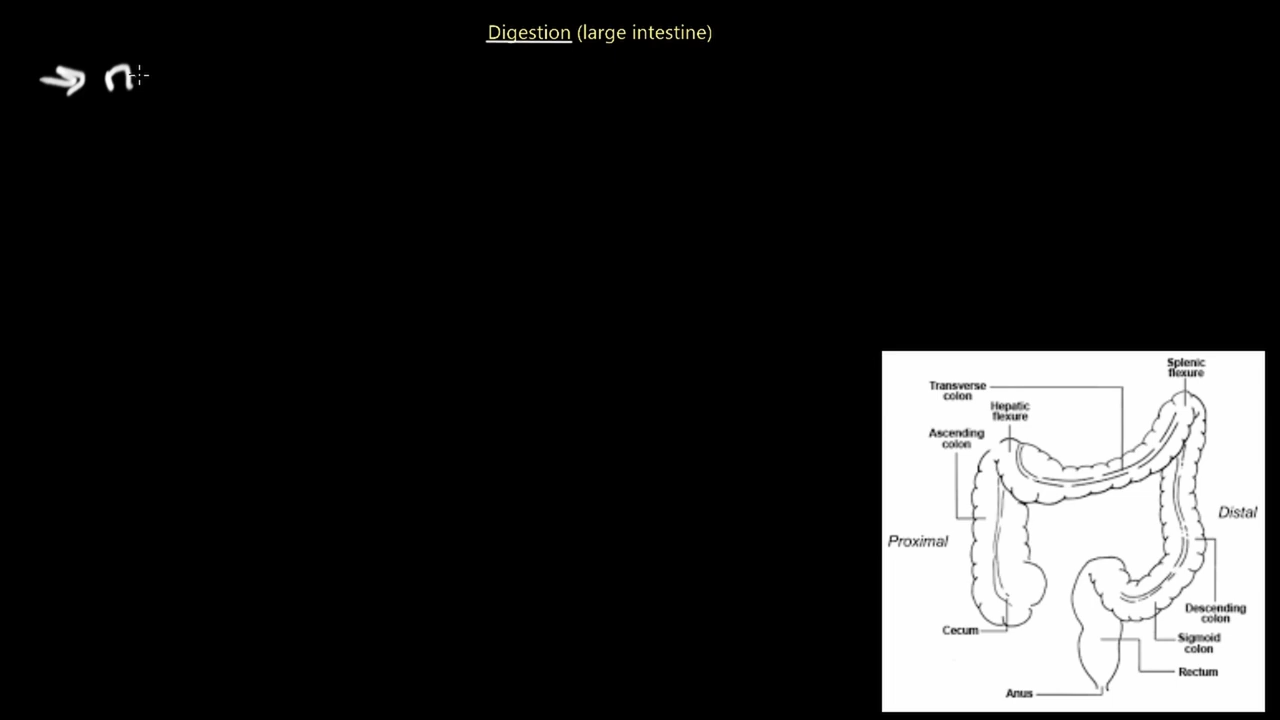 Digestion (large intestine)
→ n
Splenic
flexure
Transverse
colon
Hepatic
flexure
Ascending
colon
Distal
Proximal
Descending
colon
Cecum
Sigmoid
colon
Rectum
Anus